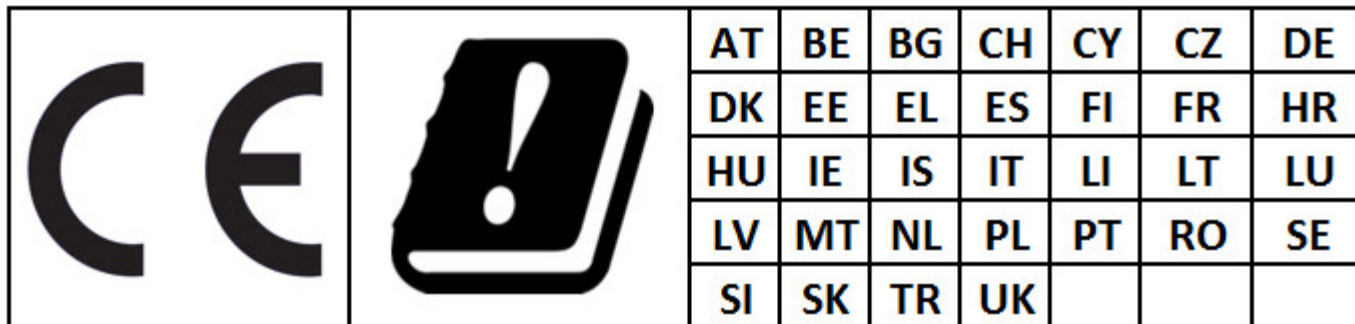 CE
AT BE BG CH CY CZ DE
DK EE EL ES FI FR HR
HU IE IS IT LI LT LU
LV MT NL PL PT RO SE
SI SK TR UK